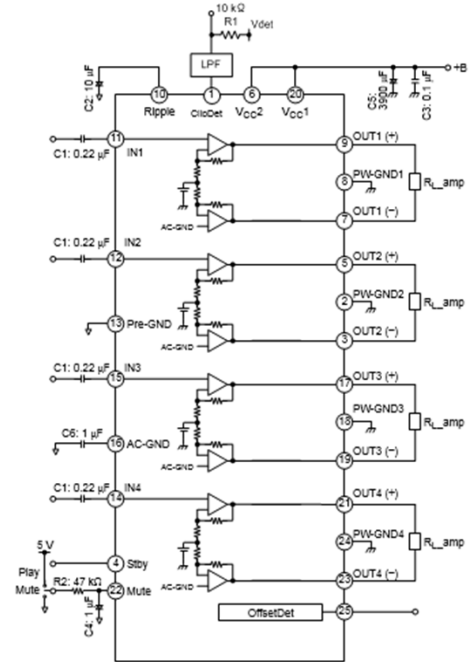 10 kΩ
R1
Vdet
LPF
+B
C2: 10 μF
C5: 3900 μF
C3: 0.1 μF
10
1
6
20
Ripple
ClipDet
VCC2
VCC1
11
IN1
C1: 0.22 μF
AC-GND
9
OUT1 (+)
8
PW-GND1
RL_amp
7
OUT1 (−)
C1: 0.22 μF
12
IN2
AC-GND
5
OUT2 (+)
2
PW-GND2
RL_amp
3
OUT2 (−)
13
Pre-GND
C1: 0.22 μF
15
IN3
AC-GND
17
OUT3 (+)
18
PW-GND3
RL_amp
19
OUT3 (−)
C6: 1 μF
16
AC-GND
C1: 0.22 μF
14
IN4
AC-GND
21
OUT4 (+)
24
PW-GND4
RL_amp
23
OUT4 (−)
5 V
4
Stby
Play
Mute
R2: 47 kΩ
22
Mute
C4: 1 μF
OffsetDet
25